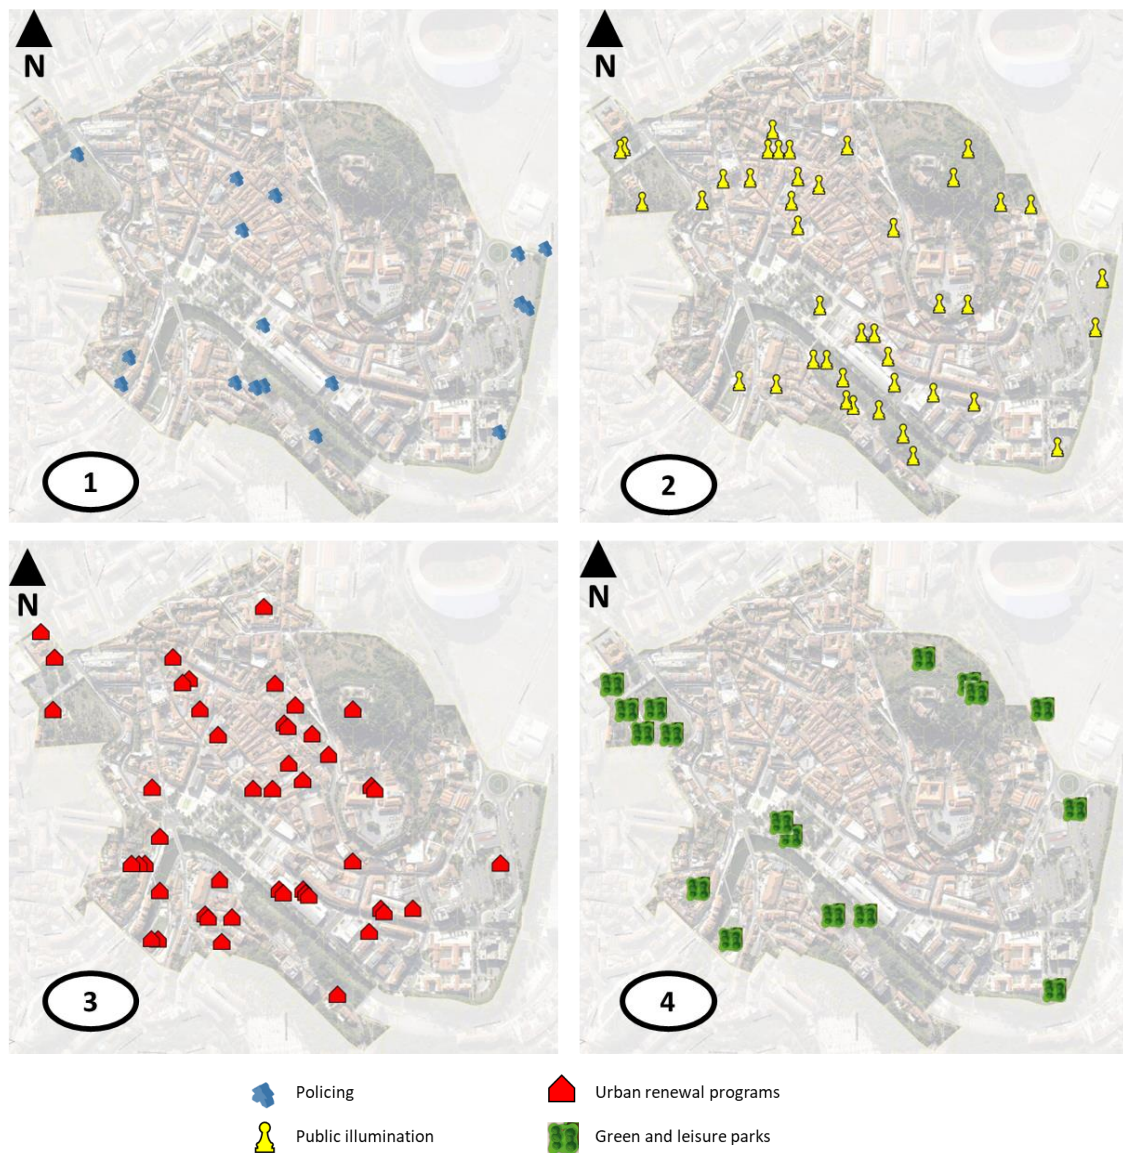 N
N
1
2
N
N
3
4
Policing
Urban renewal programs
Public illumination
Green and leisure parks